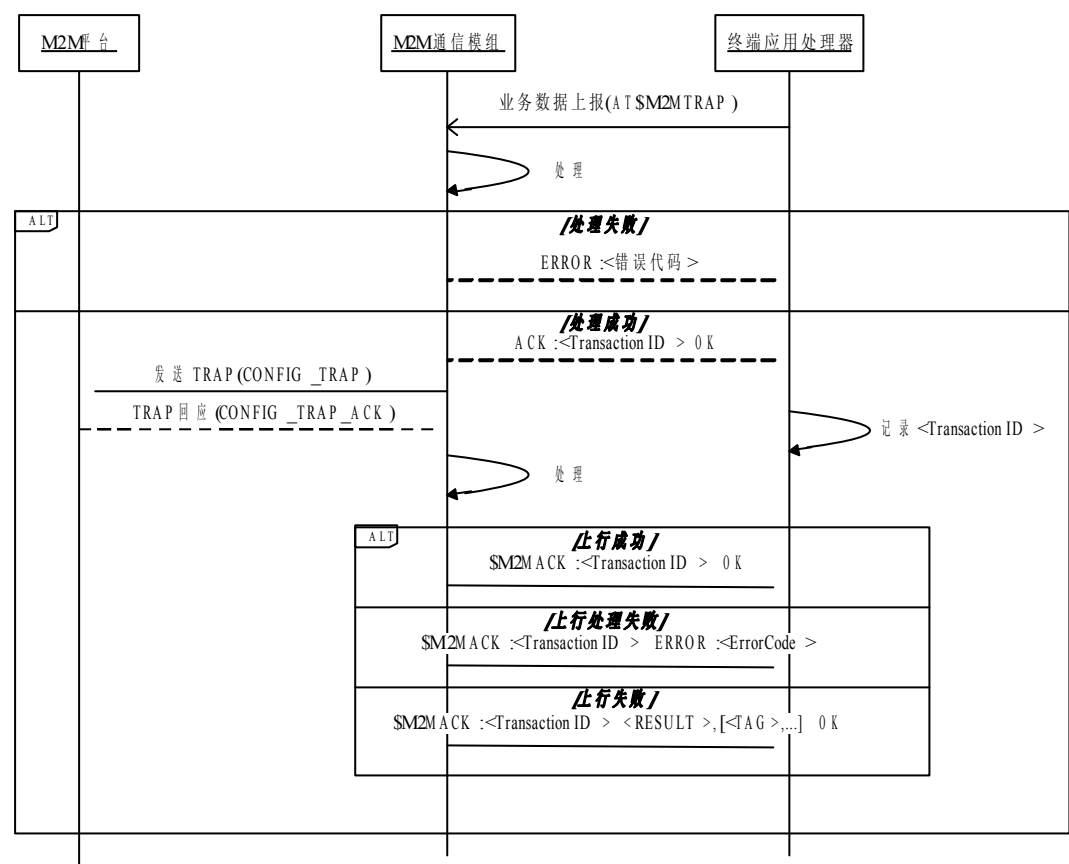 M2M平台
M2M通信模组
终端应用处理器
业务数据上报(AT$M2MTRAP)
处理
ALT
[处理失败]
ERROR:<错误代码>
[处理成功]
ACK:<Transaction ID> OK
发送 TRAP(CONFIG_TRAP)
TRAP回应(CONFIG_TRAP_ACK)
记录<Transaction ID>
处理
ALT
[上行成功]
$M2MACK:<Transaction ID> OK
[上行处理失败]
$M2MACK:<Transaction ID> ERROR:<ErrorCode>
[上行失败]
$M2MACK:<Transaction ID> <RESULT>,[<TAG>,...] OK